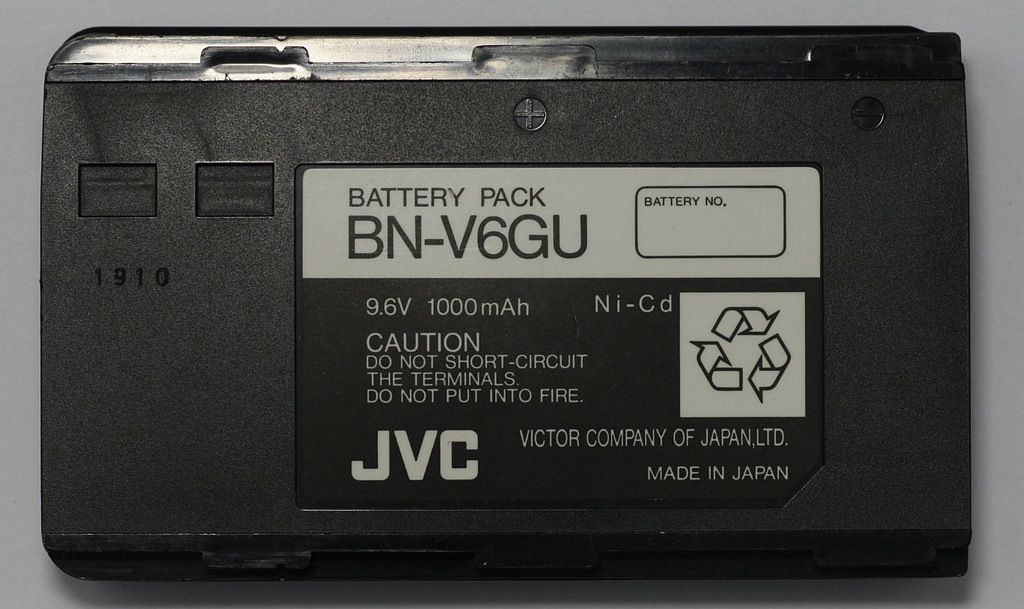 BATTERY PACK
BN-V6GU
BATTERY NO.
1910
9.6V 1000mAh
Ni-Cd
CAUTION
DO NOT SHORT-CIRCUIT
THE TERMINALS.
DO NOT PUT INTO FIRE.
JVC
VICTOR COMPANY OF JAPAN,LTD.
MADE IN JAPAN